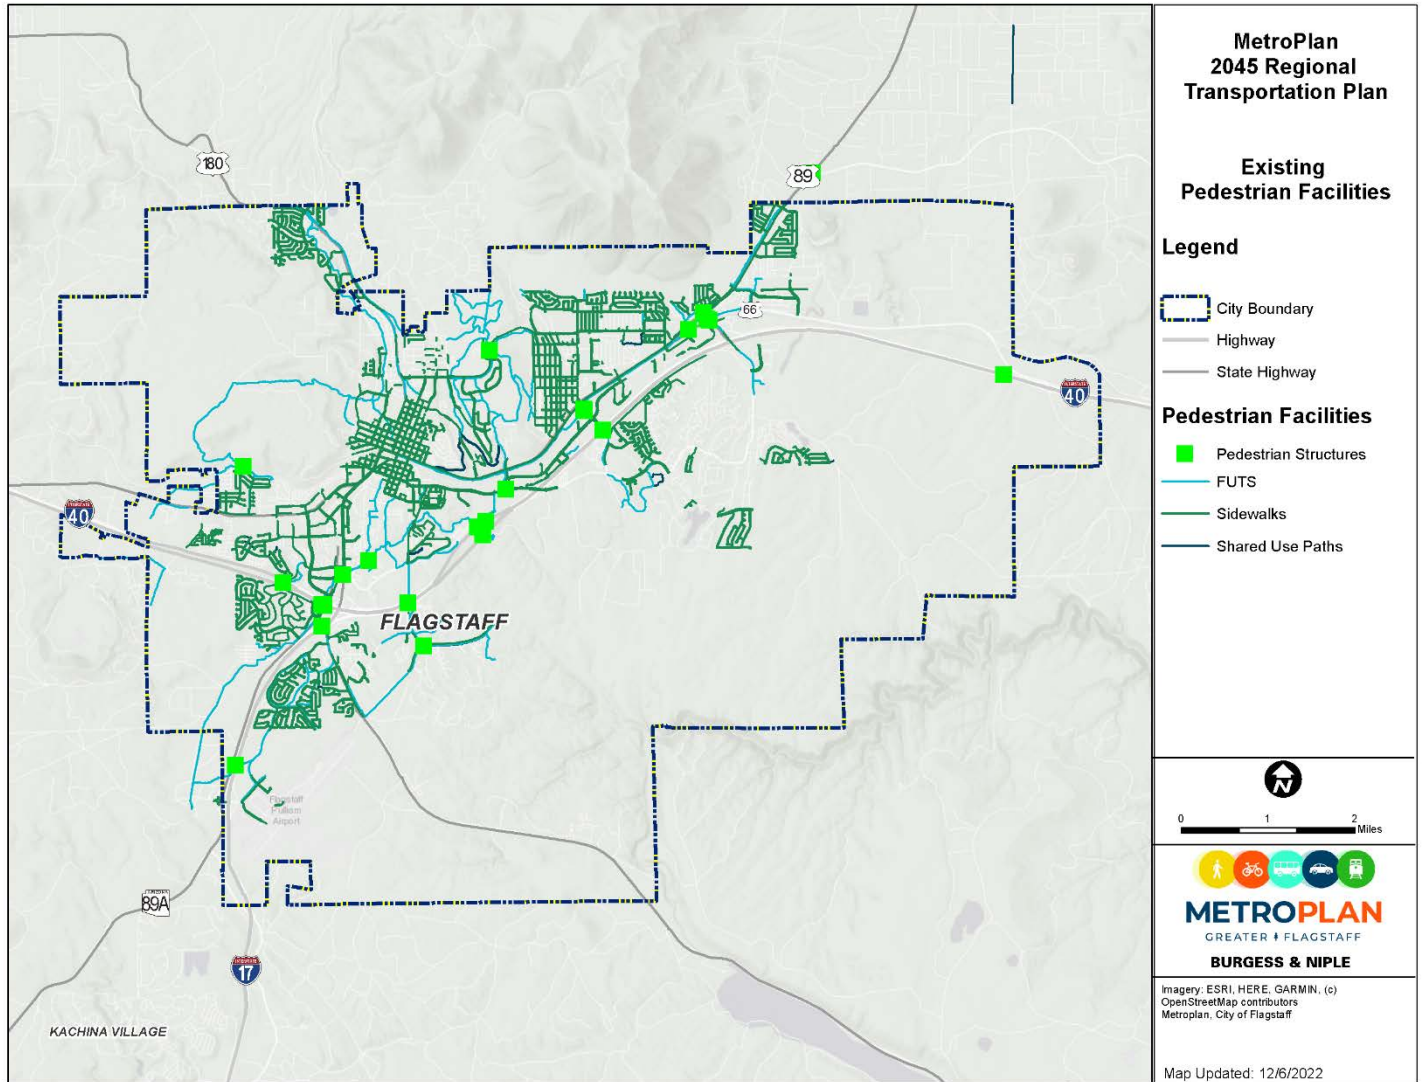 MetroPlan
2045 Regional
Transportation Plan
Existing
Pedestrian Facilities
Legend
City Boundary
Highway
State Highway
Pedestrian Facilities
Pedestrian Structures
FUTS
Sidewalks
Shared Use Paths
180
89
66
40
40
FLAGSTAFF
Flagstaff
Pulliam
Airport
89A
17
KACHINA VILLAGE
N
0 1 2
Miles
METROPLAN
GREATER FLAGSTAFF
BURGESS & NIPLE
Imagery: ESRI, HERE, GARMIN, (c)
OpenStreetMap contributors
Metroplan, City of Flagstaff
Map Updated: 12/6/2022